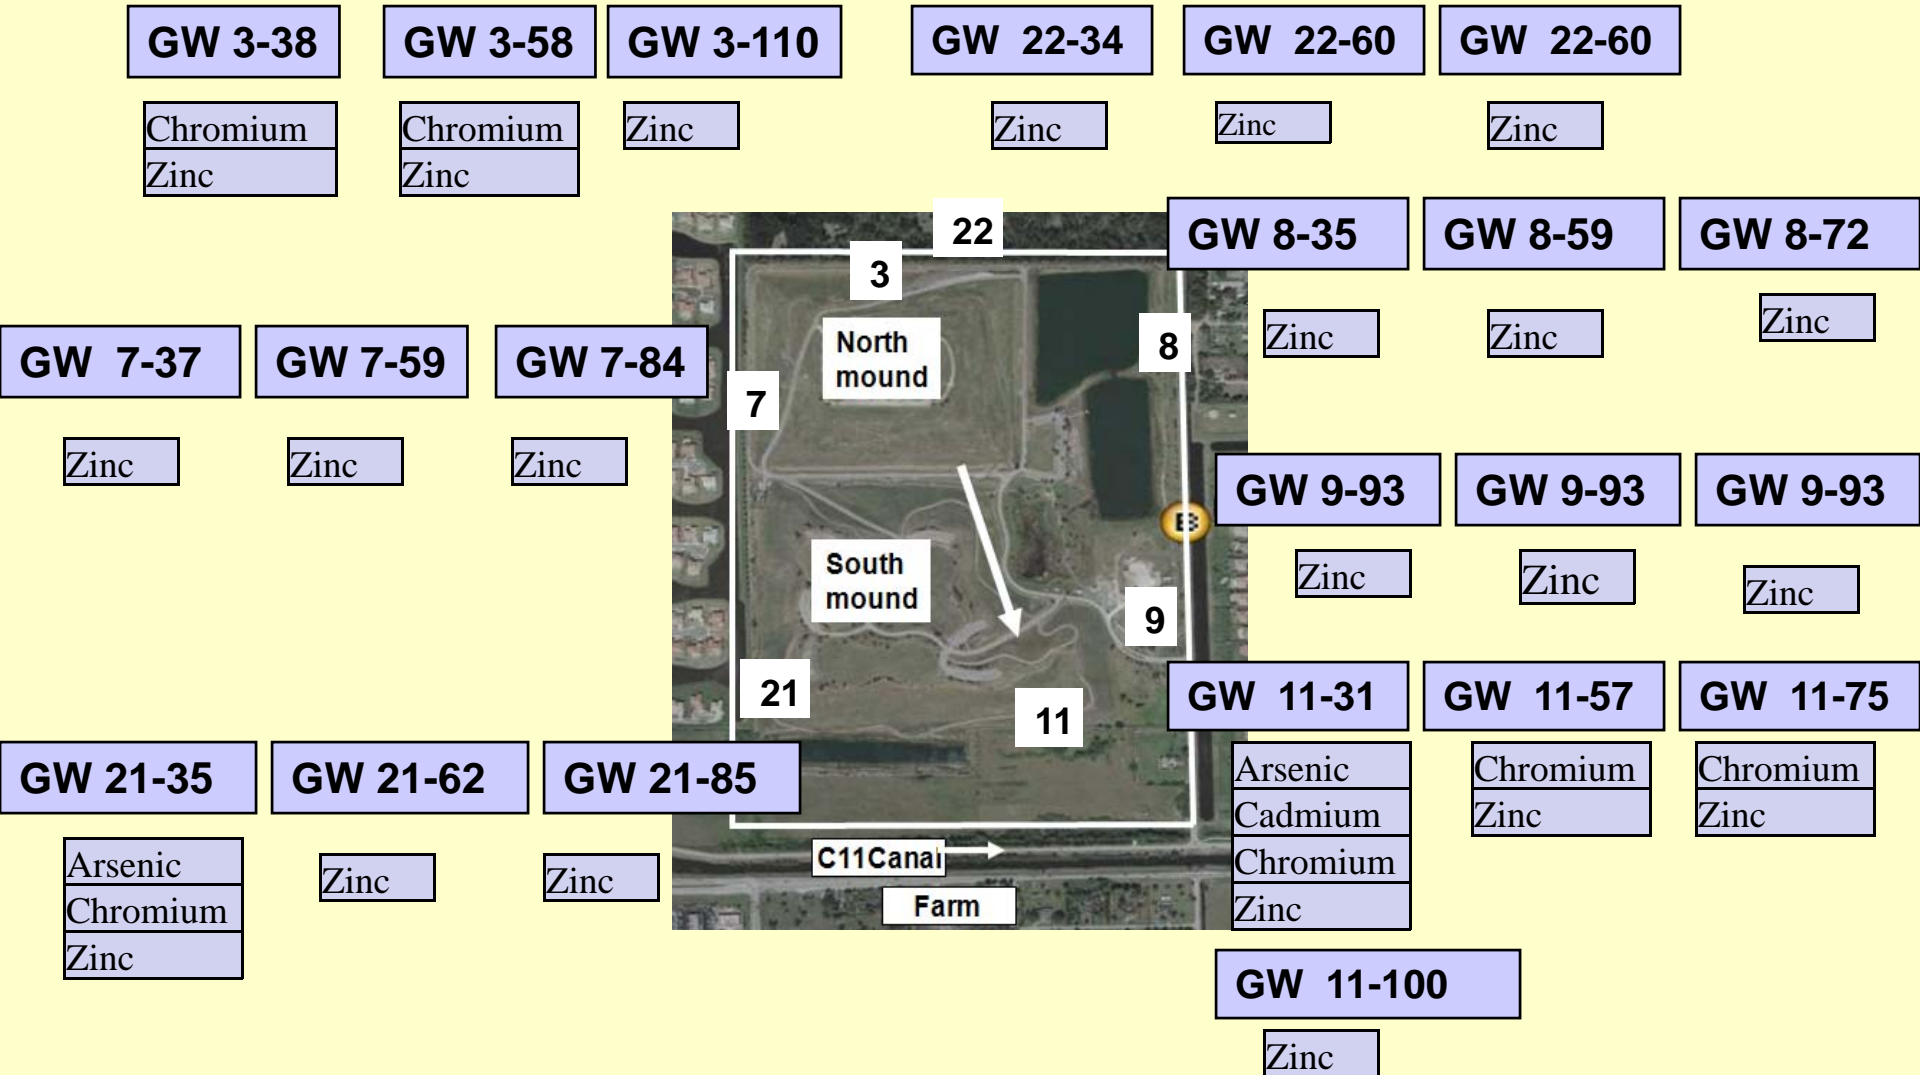 GW 3-38
GW 3-58
GW 3-110
GW 22-34
GW 22-60
GW 22-60
Chromium
Zinc
Chromium
Zinc
Zinc
Zinc
Zinc
Zinc
22
3
GW 8-35
GW 8-59
GW 8-72
Zinc
Zinc
Zinc
GW 7-37
GW 7-59
GW 7-84
Zinc
Zinc
Zinc
North
mound
8
7
GW 9-93
GW 9-93
GW 9-93
Zinc
Zinc
Zinc
South
mound
9
21
11
GW 11-31
GW 11-57
GW 11-75
Arsenic
Cadmium
Chromium
Zinc
Chromium
Zinc
Chromium
Zinc
GW 21-35
GW 21-62
GW 21-85
Arsenic
Chromium
Zinc
Zinc
Zinc
C11Canal
Farm
GW 11-100
Zinc